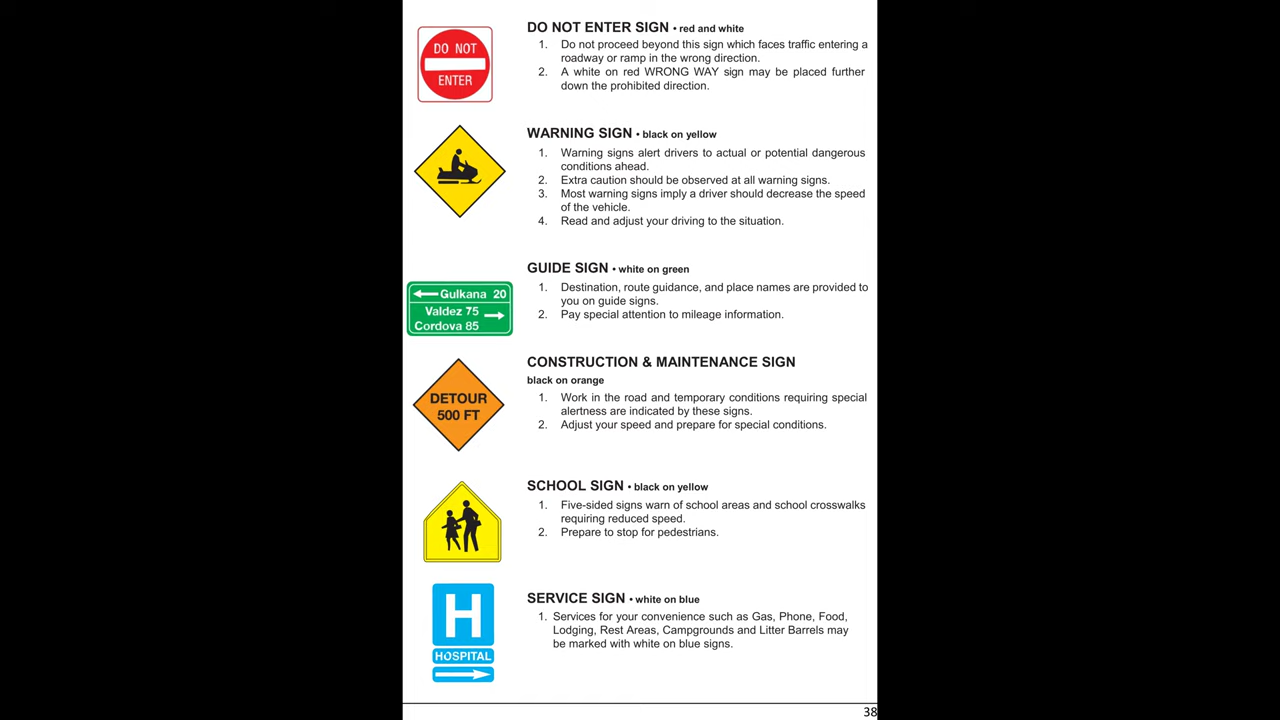 DO NOT ENTER SIGN • red and white
DO NOT
ENTER
1. Do not proceed beyond this sign which faces traffic entering a
roadway or ramp in the wrong direction.
2. A white on red WRONG WAY sign may be placed further
down the prohibited direction.
WARNING SIGN • black on yellow
1. Warning signs alert drivers to actual or potential dangerous
conditions ahead.
2. Extra caution should be observed at all warning signs.
3. Most warning signs imply a driver should decrease the speed
of the vehicle.
4. Read and adjust your driving to the situation.
GUIDE SIGN • white on green
Gulkana 20
Valdez 75
Cordova 85
1. Destination, route guidance, and place names are provided to
you on guide signs.
2. Pay special attention to mileage information.
CONSTRUCTION & MAINTENANCE SIGN
black on orange
DETOUR
500 FT
1. Work in the road and temporary conditions requiring special
alertness are indicated by these signs.
2. Adjust your speed and prepare for special conditions.
SCHOOL SIGN • black on yellow
1. Five-sided signs warn of school areas and school crosswalks
requiring reduced speed.
2. Prepare to stop for pedestrians.
SERVICE SIGN • white on blue
H
HOSPITAL
1. Services for your convenience such as Gas, Phone, Food,
Lodging, Rest Areas, Campgrounds and Litter Barrels may
be marked with white on blue signs.
38